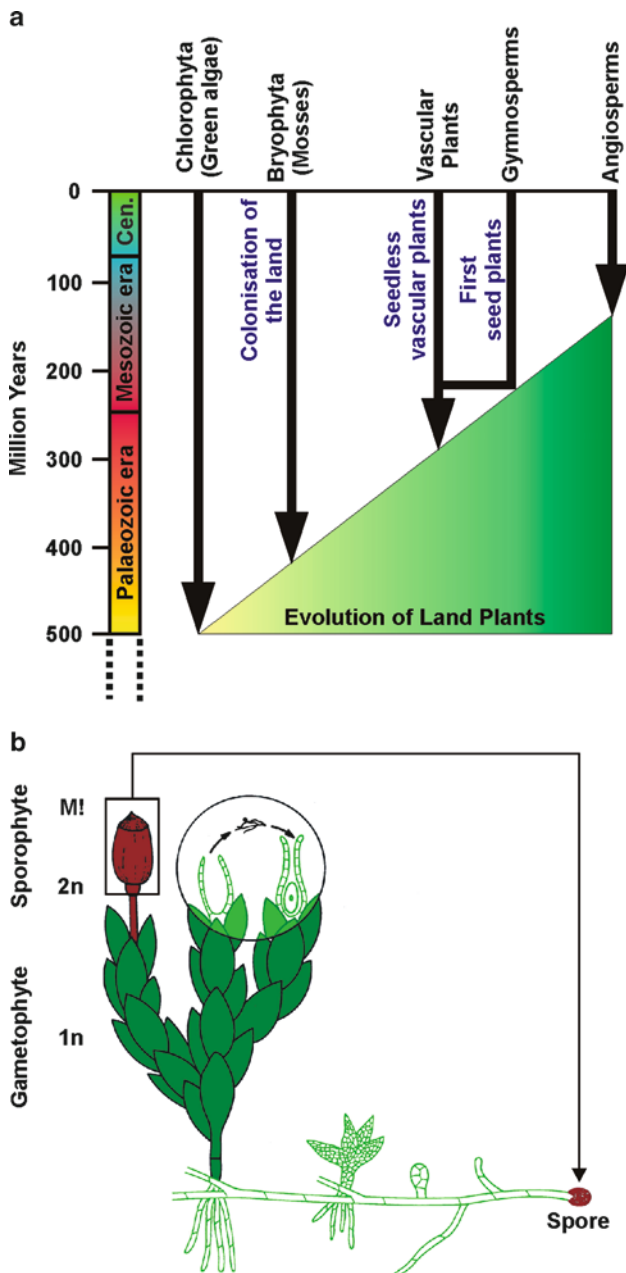 a
Chlorophyta
(Green algae)
Bryophyta
(Mosses)
Vascular
Plants
Gymnosperms
Angiosperms
Million Years
0
100
200
300
400
500
Cen.
Mesozoic era
Palaeozoic era
Colonisation of
the land
Seedless
vascular plants
First
seed plants
Evolution of Land Plants
b
Sporophyte
M!
2n
Gametophyte
1n
Spore